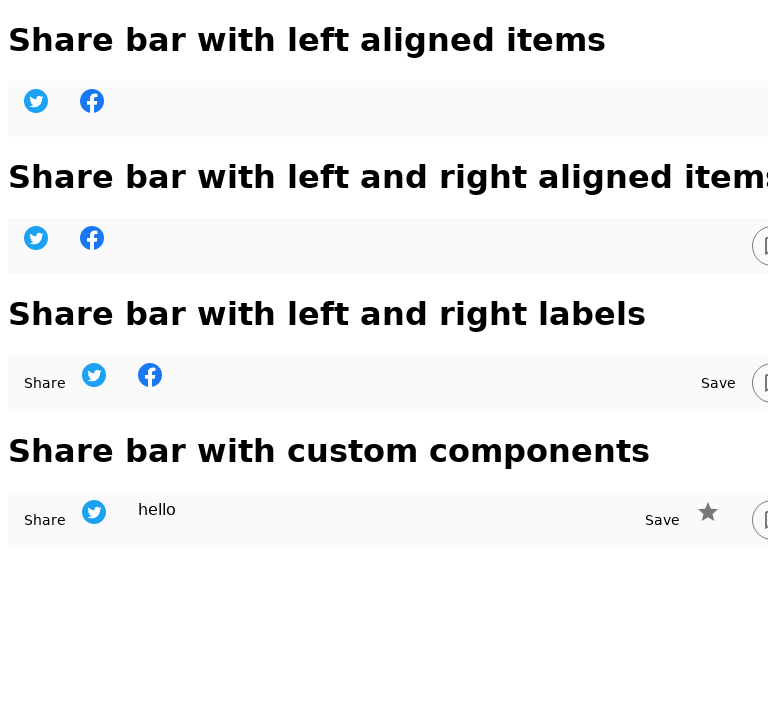 Share bar with left aligned items
Share bar with left and right aligned items
Share bar with left and right labels
Share Save
Share bar with custom components
Share hello Save